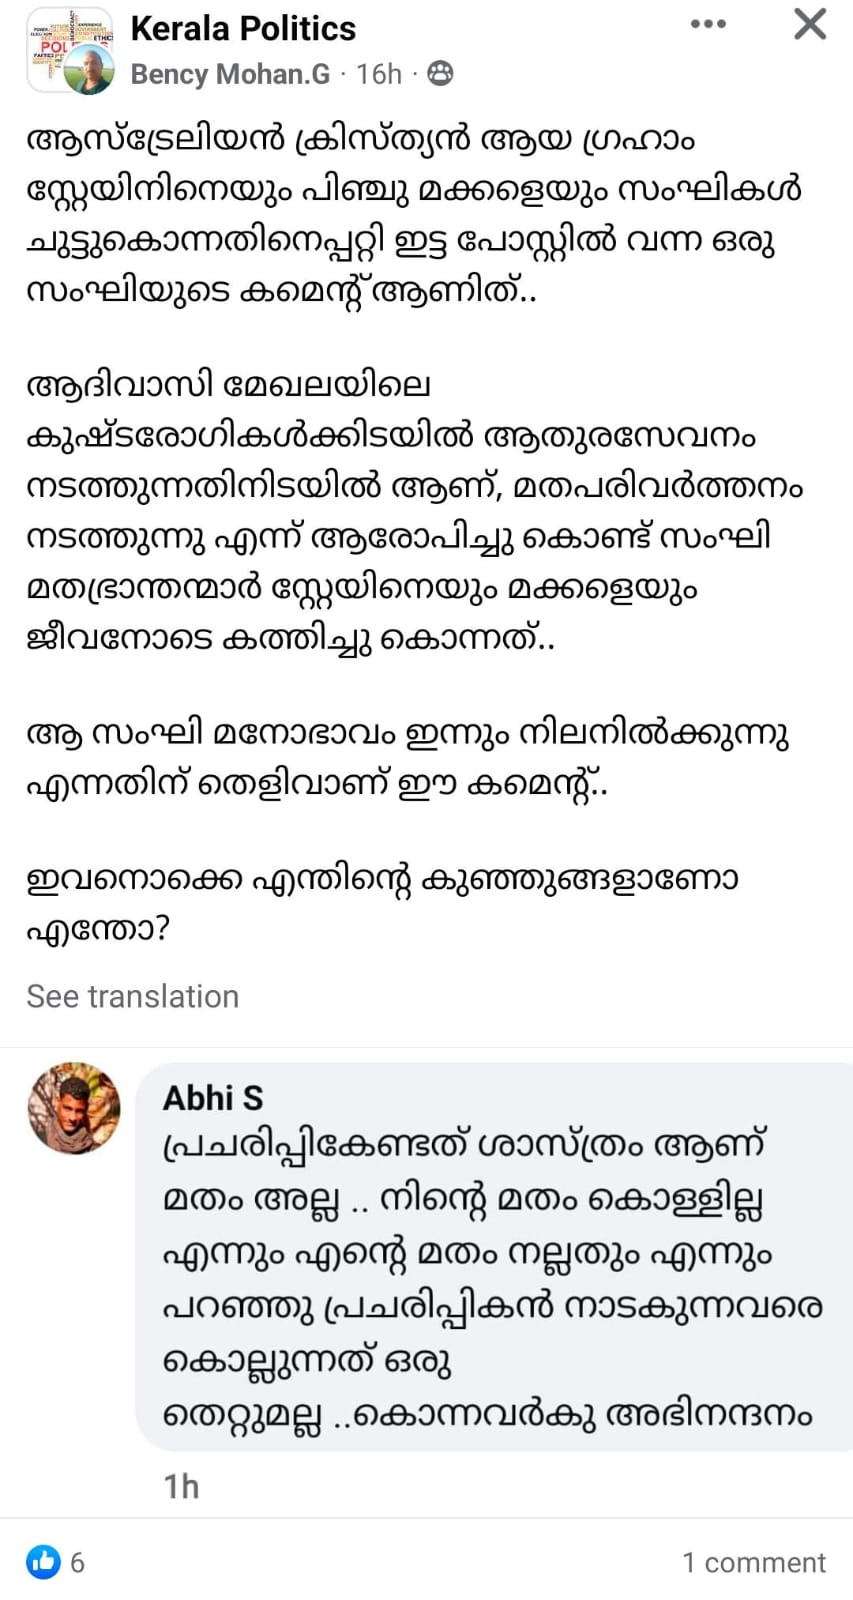 Kerala Politics
Bency Mohan.G · 16h ·
ആസ്ട്രേലിയൻ ക്രിസ്ത്യൻ ആയ ഗ്രഹാം
സ്റ്റേയിനിനെയും പിഞ്ചു മക്കളെയും സംഘികൾ
ചുട്ടുകൊന്നതിനെപ്പറ്റി ഇട്ട പോസ്റ്റിൽ വന്ന ഒരു
സംഘിയുടെ കമെന്റ് ആണിത്..
ആദിവാസി മേഖലയിലെ
കുഷ്ടരോഗികൾക്കിടയിൽ ആതുരസേവനം
നടത്തുന്നതിനിടയിൽ ആണ്, മതപരിവർത്തനം
നടത്തുന്നു എന്ന് ആരോപിച്ചു കൊണ്ട് സംഘി
മതഭ്രാന്തന്മാർ സ്റ്റേയിനെയും മക്കളെയും
ജീവനോടെ കത്തിച്ചു കൊന്നത്..
ആ സംഘി മനോഭാവം ഇന്നും നിലനിൽക്കുന്നു
എന്നതിന് തെളിവാണ് ഈ കമെന്റ്..
ഇവനൊക്കെ എന്തിന്റെ കുഞ്ഞുങ്ങളാണോ
എന്തോ?
See translation
Abhi S
പ്രചരിപ്പികേണ്ടത് ശാസ്ത്രം ആണ്
മതം അല്ല .. നിന്റെ മതം കൊള്ളില്ല
എന്നും എന്റെ മതം നല്ലതും എന്നും
പറഞ്ഞു പ്രചരിപ്പികൻ നാടകുന്നവരെ
കൊല്ലുന്നത് ഒരു
തെറ്റുമല്ല ..കൊന്നവർകു അഭിനന്ദനം
1h
6
1 comment